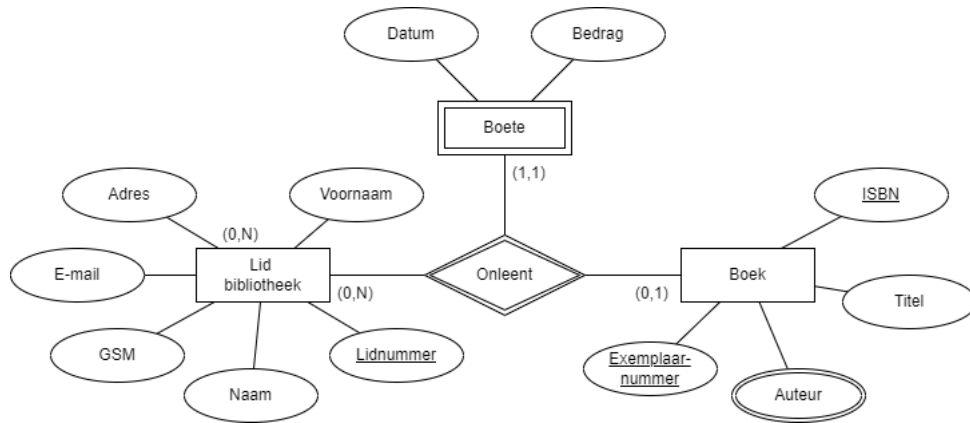 Datum
Bedrag
Boete
(1,1)
Adres
Voornaam
ISBN
(0,N)
E-mail
Lid
bibliotheek
(0,N)
Onleent
(0,1)
Boek
Titel
GSM
Lidnummer
Exemplaar-
nummer
Naam
Auteur